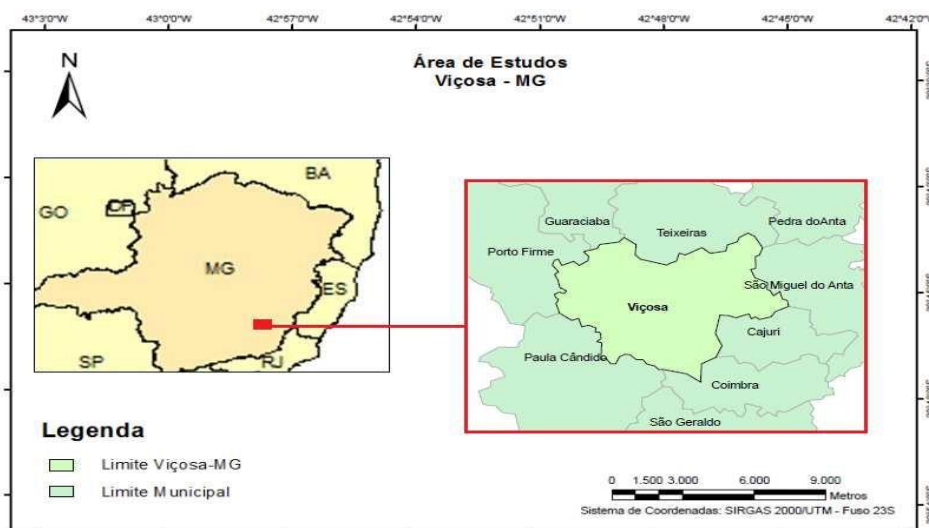 43°3'0"W 43°0'0"W 42°57'0"W 42°54'0"W 42°51'0"W 42°48'0"W 42°45'0"W 42°42'0"W
Área de Estudos
Viçosa - MG
N
BA
GO
DF
MG
ES
SP
RJ
Guaraciaba
Teixeiras
Pedra doAnta
Porto Firme
São Miguel do Anta
Viçosa
Cajuri
Paula Cândido
Coimbra
São Geraldo
Legenda
Limite Viçosa-MG
Limite Municipal
0 1.500 3.000 6.000 9.000
Metros
Sistema de Coordenadas: SIRGAS 2000/UTM - Fuso 23S